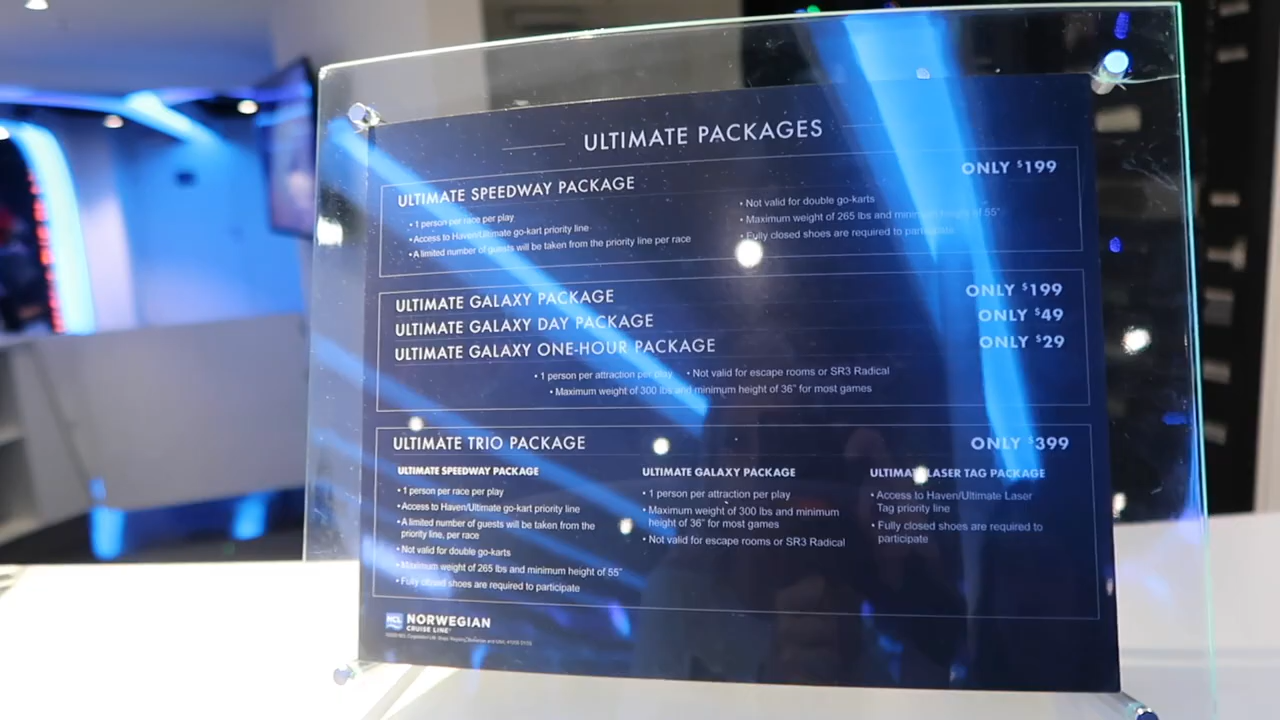 ULTIMATE PACKAGES
ULTIMATE SPEEDWAY PACKAGE ONLY $199
• 1 person per race per play
• Access to Haven/Ultimate go-kart priority line
• A limited number of guests will be taken from the priority line per race
• Not valid for double go-karts
• Maximum weight of 265 lbs and minimum height of 55"
• Fully closed shoes are required to participate
ULTIMATE GALAXY PACKAGE ONLY $199
ULTIMATE GALAXY DAY PACKAGE ONLY $49
ULTIMATE GALAXY ONE-HOUR PACKAGE ONLY $29
• 1 person per attraction per play • Not valid for escape rooms or SR3 Radical
• Maximum weight of 300 lbs and minimum height of 36" for most games
ULTIMATE TRIO PACKAGE ONLY $399
ULTIMATE SPEEDWAY PACKAGE
• 1 person per race per play
• Access to Haven/Ultimate go-kart priority line
• A limited number of guests will be taken from the
priority line, per race
• Not valid for double go-karts
• Maximum weight of 265 lbs and minimum height of 55"
• Fully closed shoes are required to participate
ULTIMATE GALAXY PACKAGE
• 1 person per attraction per play
• Maximum weight of 300 lbs and minimum
height of 36" for most games
• Not valid for escape rooms or SR3 Radical
ULTIMATE LASER TAG PACKAGE
• Access to Haven/Ultimate Laser
Tag priority line
• Fully closed shoes are required to
participate
NCL NORWEGIAN
CRUISE LINE